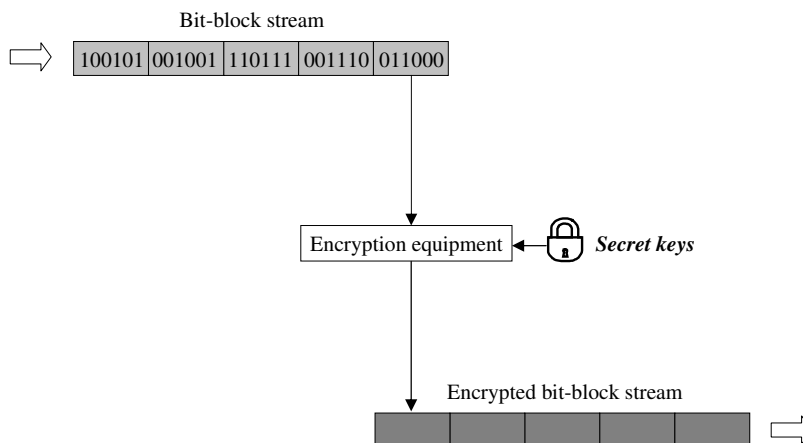 Bit-block stream
100101 001001 110111 001110 011000
Encryption equipment
Secret keys
Encrypted bit-block stream